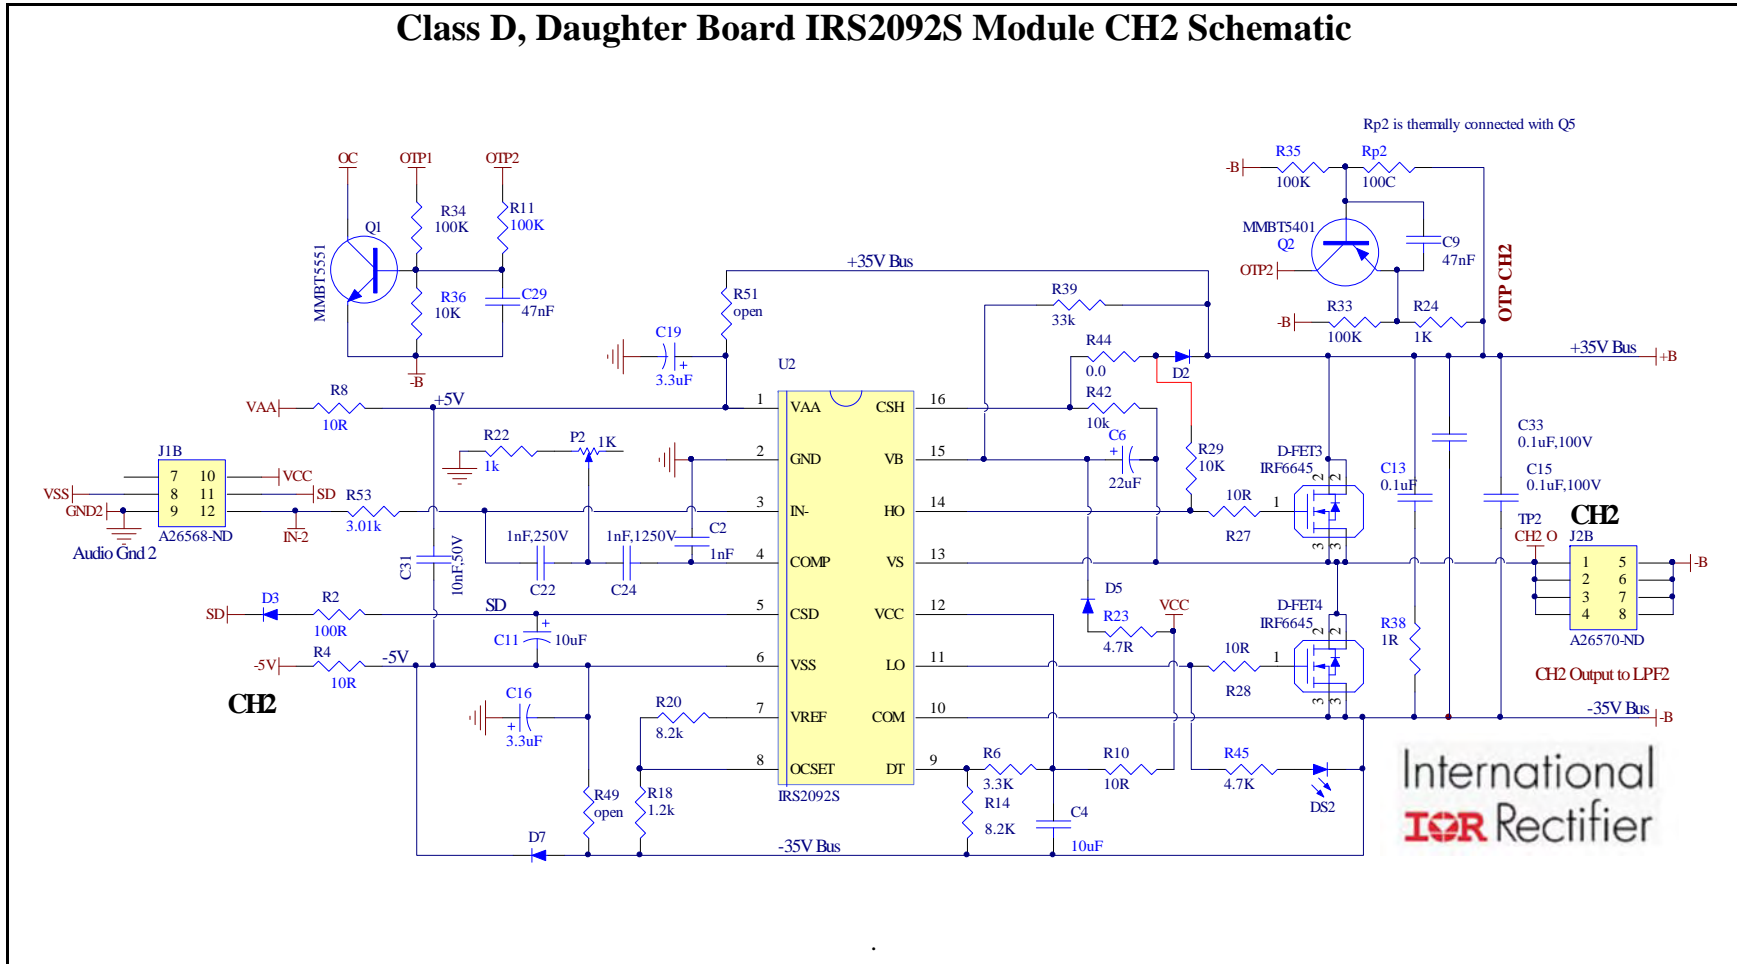 Class D, Daughter Board IRS2092S Module CH2 Schematic
Rp2 is thermally connected with Q5
OC
OTP1
OTP2
R34
100K
R11
100K
Q1
MMBT5551
R36
10K
C29
47nF
-B
-B
R35
100K
Rp2
100C
MMBT5401
Q2
C9
47nF
OTP2
-B
R33
100K
R24
1K
OTP CH2
+35V Bus
R51
open
R39
33k
C19
+
3.3uF
U2
R44
0.0
D2
+35V Bus
+B
VAA
R8
10R
+5V
1
VAA
CSH
16
R42
10k
R22
1k
P2
1K
2
GND
VB
15
C6
+
22uF
R29
10K
D-FET3
IRF6645
C13
0.1uF
C33
0.1uF,100V
C15
0.1uF,100V
J1B
7
10
8
11
9
12
A26568-ND
VCC
VSS
SD
GND2
Audio Gnd 2
IN-2
R53
3.01k
3
IN-
HO
14
10R
R27
1
2
2
3
3
1nF,250V
C22
1nF,1250V
C24
C2
1nF
C31
10nF,50V
4
COMP
VS
13
TP2
CH2 O
CH2
J2B
1
5
2
6
3
7
4
8
A26570-ND
-B
SD
D3
R2
100R
SD
C11
+
10uF
5
CSD
VCC
12
D5
R23
4.7R
VCC
D-FET4
IRF6645
R38
1R
-5V
R4
10R
-5V
6
VSS
LO
11
10R
R28
1
2
2
3
3
CH2 Output to LPF2
CH2
C16
+
3.3uF
R20
8.2k
7
VREF
COM
10
-35V Bus
-B
8
OCSET
DT
9
IRS2092S
R6
3.3K
R10
10R
R45
4.7K
DS2
R49
open
R18
1.2k
R14
8.2K
C4
10uF
D7
-35V Bus
International
IOR Rectifier
.